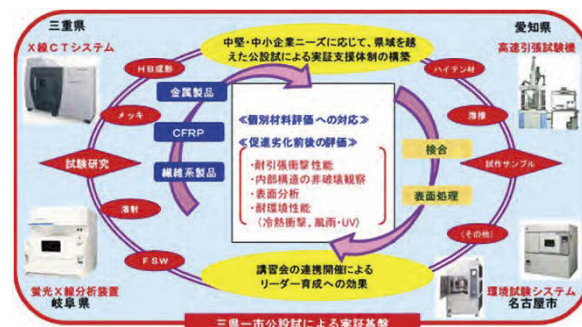 三重県
X線CTシステム
愛知県
高速引張試験機
中堅・中小企業ニーズに応じて、県域を越
えた公設試による実証支援体制の構築
HB成形
メッキ
試験研究
溶射
FSW
金属製品
CFRP
繊維系製品
≪個別材料評価への対応≫
≪促進劣化前後の評価≫
・耐引張衝撃性能
・内部構造の非破壊観察
・表面分析
・耐環境性能
（冷熱衝撃、風雨・UV）
接合
表面処理
ハイテン材
溶接
試作サンプル
（その他）
講習会の連携開催による
リーダー育成への効果
蛍光X線分析装置
岐阜県
環境試験システム
名古屋市
三県一市公設試による実証基盤